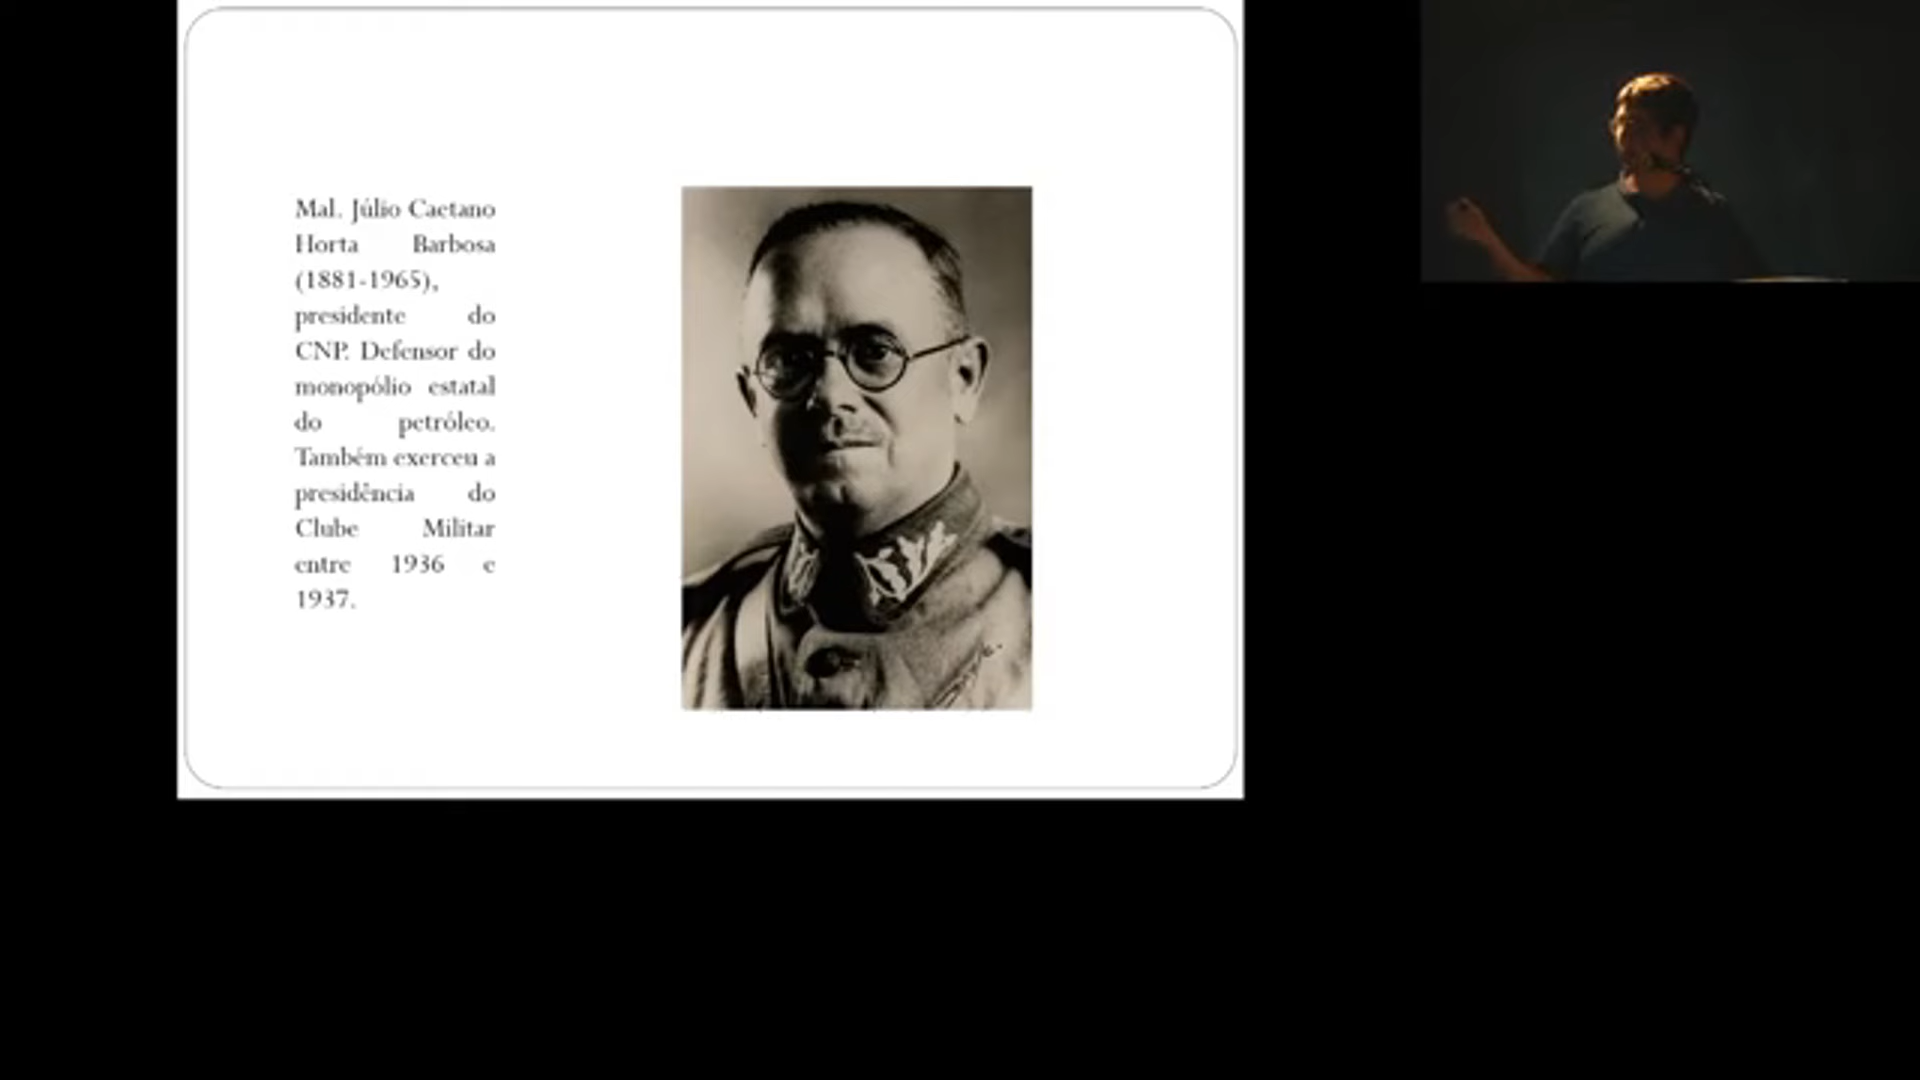 Mal. Júlio Caetano
Horta Barbosa
(1881-1965),
presidente do
CNP. Defensor do
monopólio estatal
do petróleo.
Também exerceu a
presidência do
Clube Militar
entre 1936 e
1937.